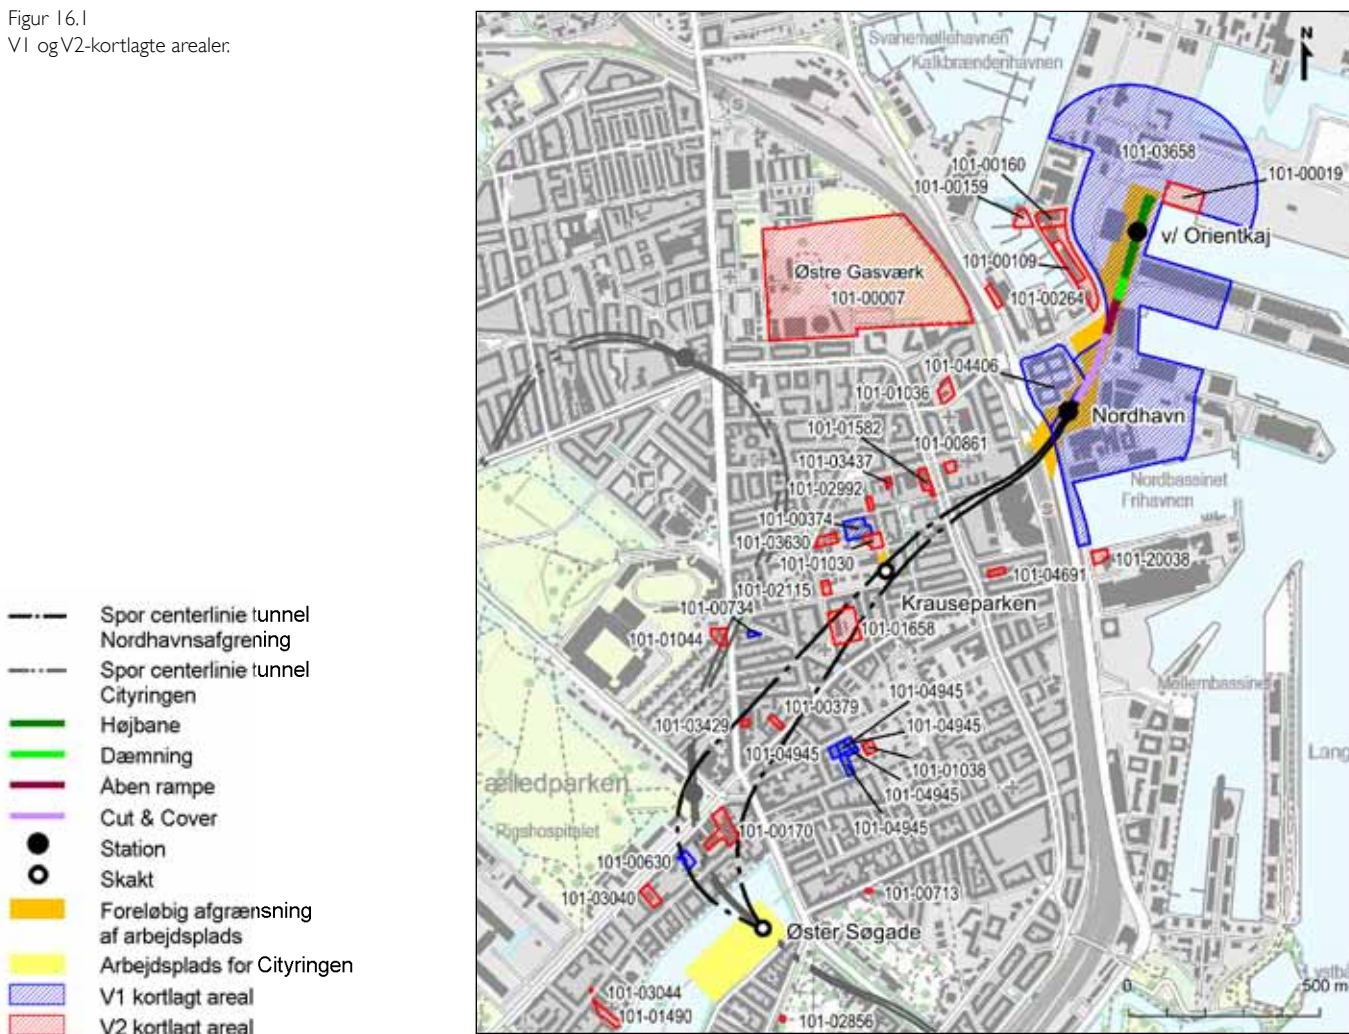 Figur 16.1
V1 og V2-kortlagte arealer.
Spor centerlinie tunnel
Nordhavnsafgrening
Spor centerlinie tunnel
Cityringen
Højbane
Dæmning
Åben rampe
Cut & Cover
Station
Skakt
Foreløbig afgrænsning
af arbejdsplads
Arbejdsplads for Cityringen
V1 kortlagt areal
V2 kortlagt areal
Svanemøllehavnen
Kalkbrænderihavnen
N
S
101-03658
101-00160
101-00019
101-00159
v/ Orientkaj
101-00109
Østre Gasværk
101-00007
101-00264
101-04406
101-01036
Nordhavn
101-01582
101-00861
101-03437
101-02992
Nordbassinet
Frihavnen
101-00374
101-03630
101-01030
101-20038
101-04691
101-02115
Krauseparken
101-00734
101-01658
101-01044
Mellembassinet
101-04945
101-00379
101-03429
101-04945
101-04945
Lang
101-01038
Fælledparken
101-04945
101-04945
Rigshospitalet
101-00170
101-00630
101-03040
101-00713
Øster Søgade
Lystbå
101-03044
0
500 m
101-01490
101-02856